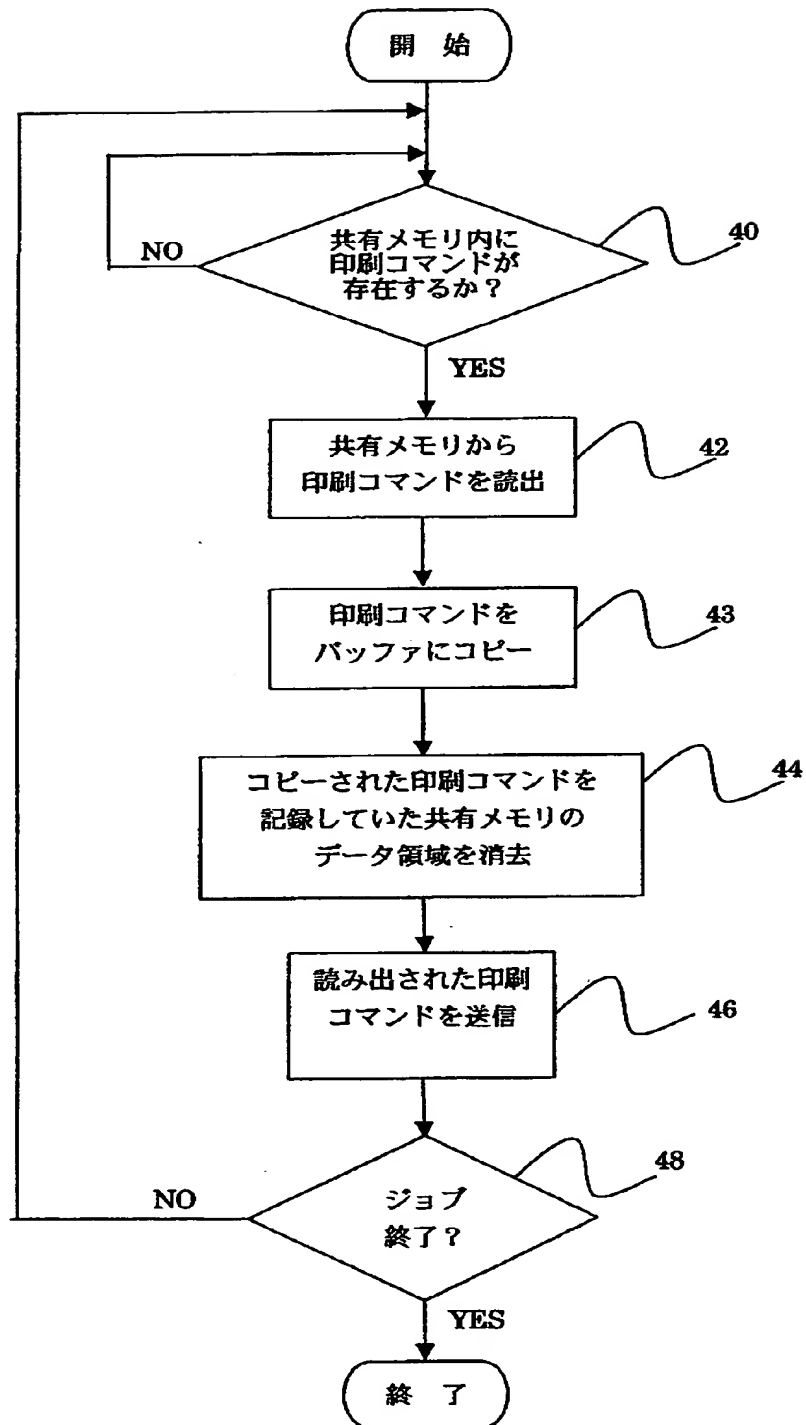 開 始
共有メモリ内に
印刷コマンドが
存在するか？
40
NO
YES
共有メモリから
印刷コマンドを読出
42
印刷コマンドを
バッファにコピー
43
コピーされた印刷コマンドを
記録していた共有メモリの
データ領域を消去
44
読み出された印刷
コマンドを送信
46
ジョブ
終了？
48
NO
YES
終 了